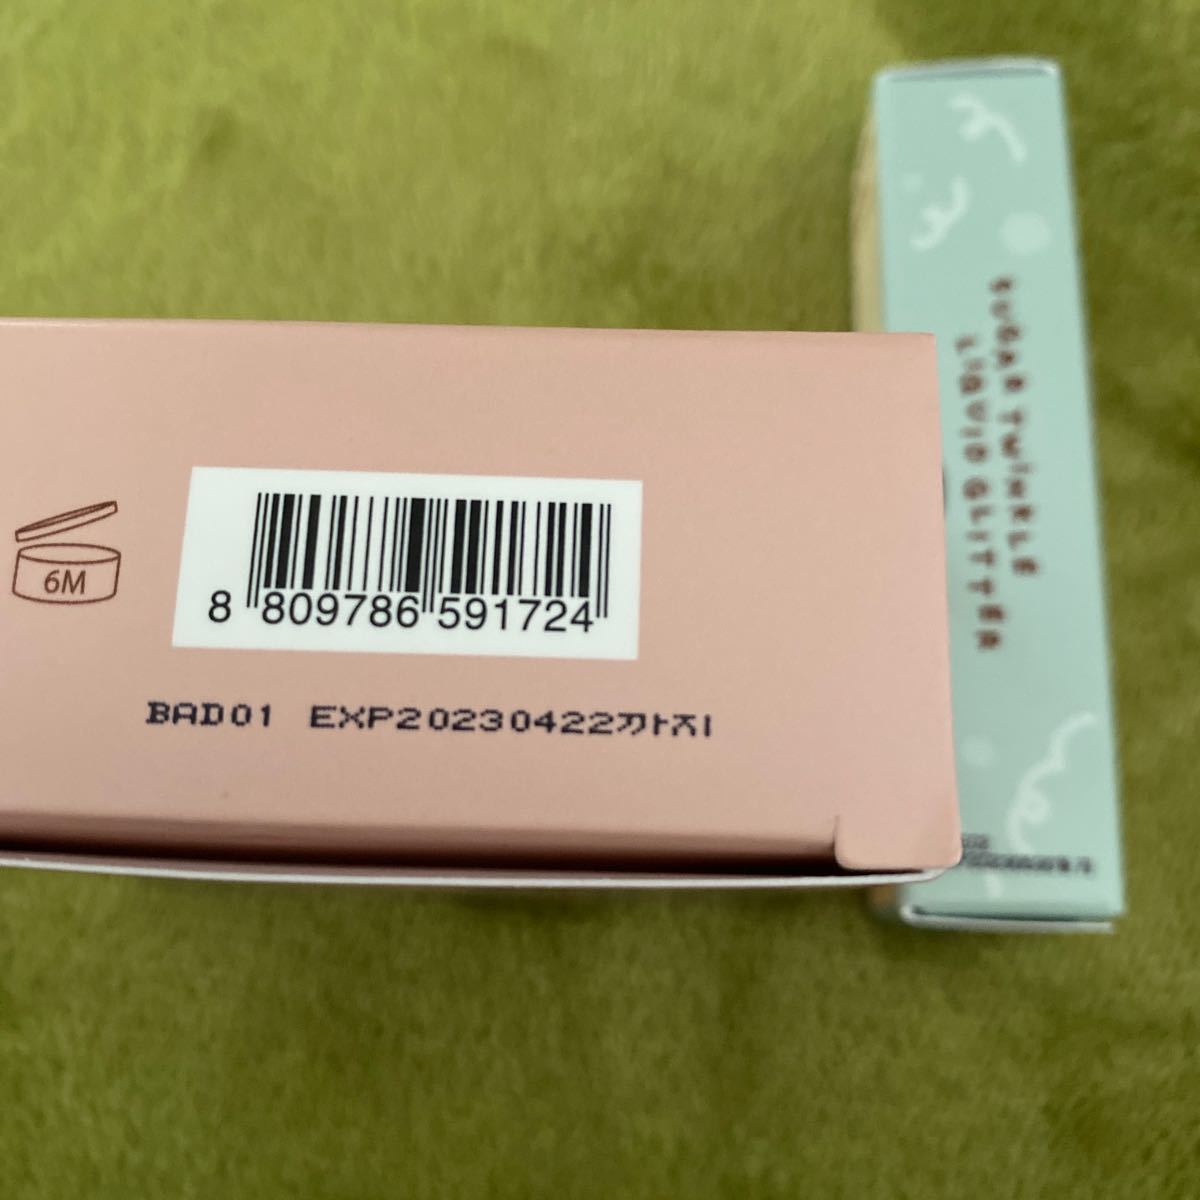 6M
8 809786 591724
BAD01 EXP20230422까지
SUGAR TWiNKLE
LiQUiD GLiTTER